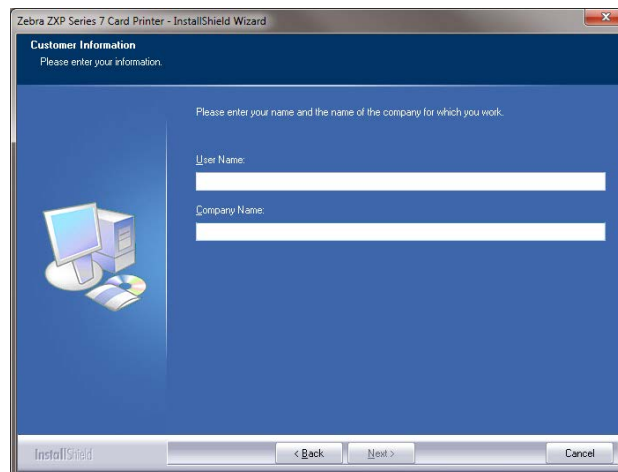 Zebra ZXP Series 7 Card Printer - InstallShield Wizard
Customer Information
Please enter your information.
Please enter your name and the name of the company for which you work.
User Name:
Company Name:
InstallShield
< Back
Next >
Cancel